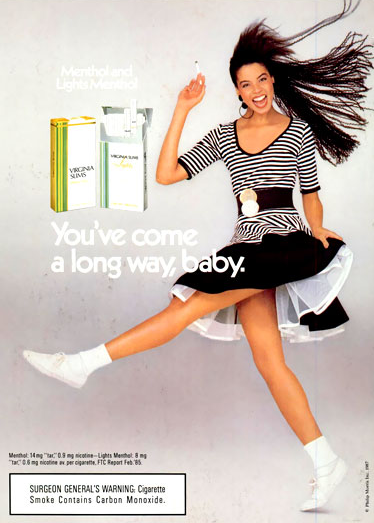 Menthol and
Lights Menthol
VIRGINIA
SLIMS
VIRGINIA SLIMS
You've come
a long way, baby.
Menthol: 14 mg "tar," 0.9 mg nicotine—Lights Menthol: 8 mg
"tar," 0.6 mg nicotine av. per cigarette, FTC Report Feb.'85.
SURGEON GENERAL'S WARNING: Cigarette
Smoke Contains Carbon Monoxide.
© Philip Morris Inc. 1987